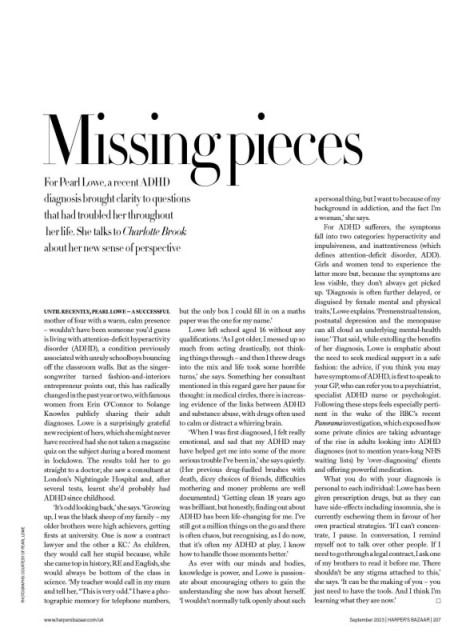 Missing pieces
For Pearl Lowe, a recent ADHD
diagnosis brought clarity to questions
that had troubled her throughout
her life. She talks to Charlotte Brook
about her new sense of perspective
UNTIL RECENTLY, PEARL LOWE – A SUCCESSFUL
mother of four with a warm, calm presence
– wouldn't have been someone you'd guess
is living with attention-deficit hyperactivity
disorder (ADHD), a condition previously
associated with unruly schoolboys bouncing
off the classroom walls. But as the singer-
songwriter turned fashion-and-interiors
entrepreneur points out, this has radically
changed in the past year or two, with famous
women from Erin O'Connor to Solange
Knowles publicly sharing their adult
diagnoses. Lowe is a surprisingly grateful
new recipient of hers, which she might never
have received had she not taken a magazine
quiz on the subject during a bored moment
in lockdown. The results told her to go
straight to a doctor; she saw a consultant at
London's Nightingale Hospital and, after
several tests, learnt she'd probably had
ADHD since childhood.
'It's odd looking back,' she says. 'Growing
up, I was the black sheep of my family – my
older brothers were high achievers, getting
firsts at university. One is now a contract
lawyer and the other a KC.' As children,
they would call her stupid because, while
she came top in history, RE and English, she
would always be bottom of the class in
science. 'My teacher would call in my mum
and tell her, "This is very odd." I have a pho-
tographic memory for telephone numbers,
but the only box I could fill in on a maths
paper was the one for my name.'
Lowe left school aged 16 without any
qualifications. 'As I got older, I messed up so
much from acting drastically, not think-
ing things through – and then I threw drugs
into the mix and life took some horrible
turns,' she says. Something her consultant
mentioned in this regard gave her pause for
thought: in medical circles, there is increas-
ing evidence of the links between ADHD
and substance abuse, with drugs often used
to calm or distract a whirring brain.
'When I was first diagnosed, I felt really
emotional, and sad that my ADHD may
have helped get me into some of the more
serious trouble I've been in,' she says quietly.
(Her previous drug-fuelled brushes with
death, dicey choices of friends, difficulties
mothering and money problems are well
documented.) 'Getting clean 18 years ago
was brilliant, but honestly, finding out about
ADHD has been life-changing for me. I've
still got a million things on the go and there
is often chaos, but recognising, as I do now,
that it's often my ADHD at play, I know
how to handle those moments better.'
As ever with our minds and bodies,
knowledge is power, and Lowe is passion-
ate about encouraging others to gain the
understanding she now has about herself.
'I wouldn't normally talk openly about such
a personal thing, but I want to because of my
background in addiction, and the fact I'm
a woman,' she says.
For ADHD sufferers, the symptoms
fall into two categories: hyperactivity and
impulsiveness, and inattentiveness (which
defines attention-deficit disorder, ADD).
Girls and women tend to experience the
latter more but, because the symptoms are
less visible, they don't always get picked
up. 'Diagnosis is often further delayed, or
disguised by female mental and physical
traits,' Lowe explains. 'Premenstrual tension,
postnatal depression and the menopause
can all cloud an underlying mental-health
issue.' That said, while extolling the benefits
of her diagnosis, Lowe is emphatic about
the need to seek medical support in a safe
fashion: the advice, if you think you may
have symptoms of ADHD, is first to speak to
your GP, who can refer you to a psychiatrist,
specialist ADHD nurse or psychologist.
Following these steps feels especially perti-
nent in the wake of the BBC's recent
Panorama investigation, which exposed how
some private clinics are taking advantage
of the rise in adults looking into ADHD
diagnoses (not to mention years-long NHS
waiting lists) by 'over-diagnosing' clients
and offering powerful medication.
What you do with your diagnosis is
personal to each individual: Lowe has been
given prescription drugs, but as they can
have side-effects including insomnia, she is
currently eschewing them in favour of her
own practical strategies. 'If I can't concen-
trate, I pause. In conversation, I remind
myself not to talk over other people. If I
need to go through a legal contract, I ask one
of my brothers to read it before me. There
shouldn't be any stigma attached to this,'
she says. 'It can be the making of you – you
just need to have the tools. And I think I'm
learning what they are now.'
PHOTOGRAPHS: COURTESY OF PEARL LOWE
www.harpersbazaar.com/uk
September 2023 | HARPER'S BAZAAR | 237